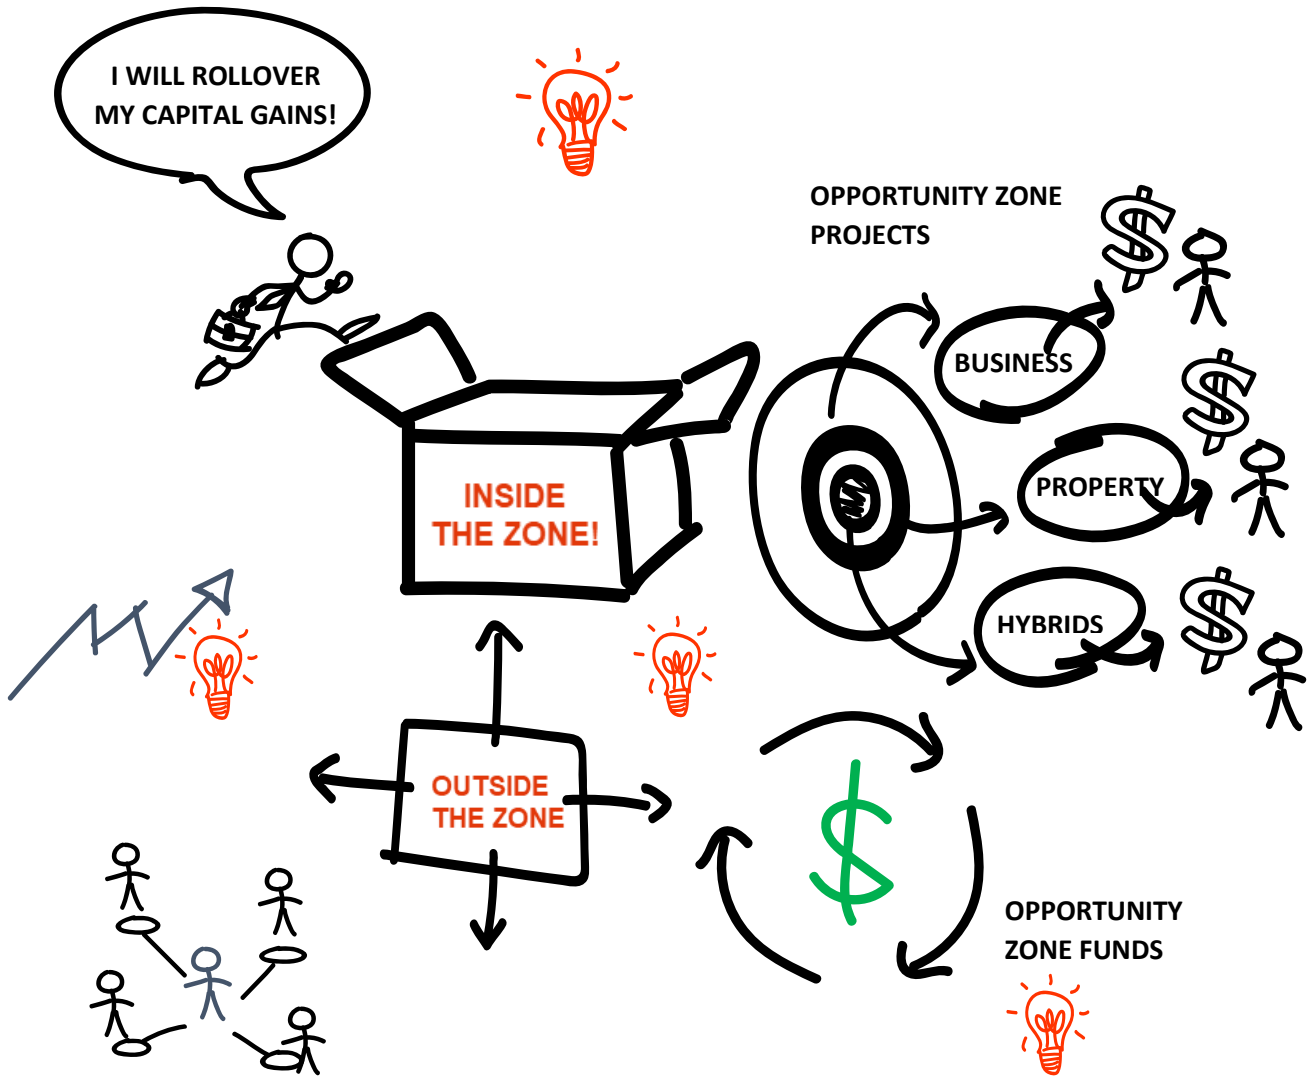 I WILL ROLLOVER
MY CAPITAL GAINS!
OPPORTUNITY ZONE
PROJECTS
BUSINESS
PROPERTY
HYBRIDS
INSIDE
THE ZONE!
OUTSIDE
THE ZONE
OPPORTUNITY
ZONE FUNDS